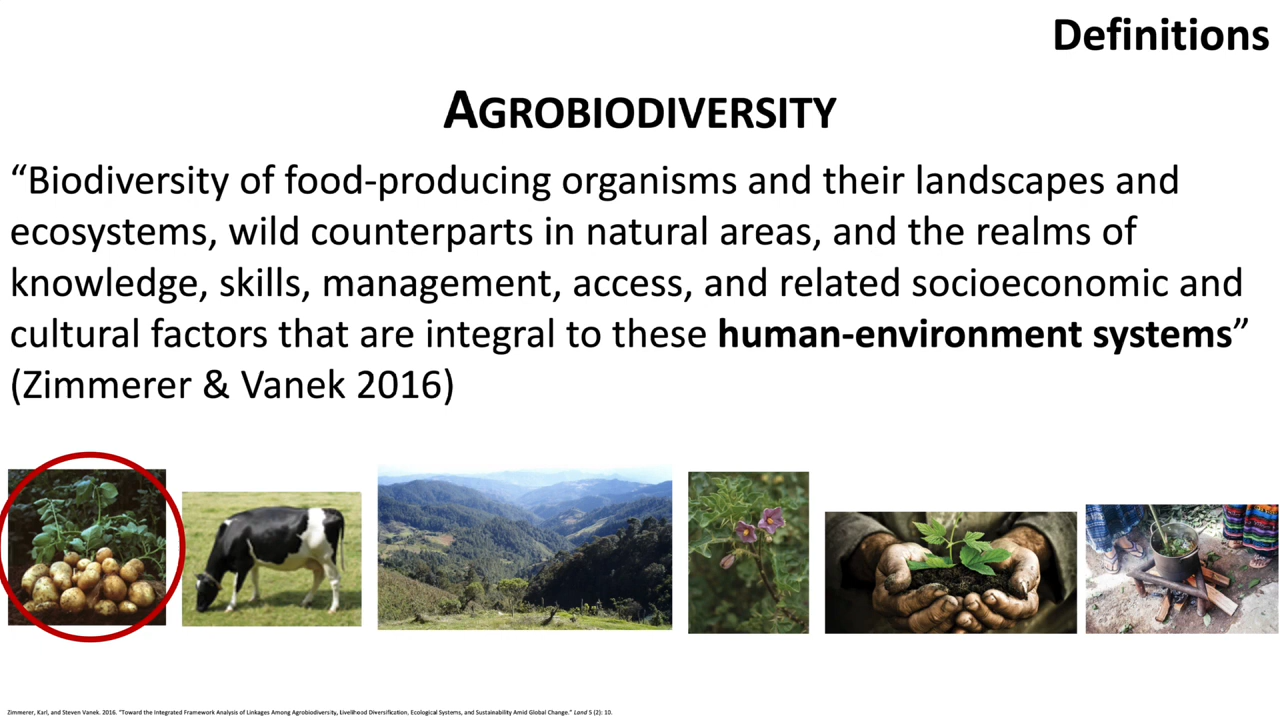 Definitions
AGROBIODIVERSITY
“Biodiversity of food-producing organisms and their landscapes and
ecosystems, wild counterparts in natural areas, and the realms of
knowledge, skills, management, access, and related socioeconomic and
cultural factors that are integral to these human-environment systems”
(Zimmerer & Vanek 2016)
Zimmerer, Karl, and Steven Vanek. 2016. “Toward the Integrated Framework Analysis of Linkages Among Agrobiodiversity, Livelihood Diversification, Ecological Systems, and Sustainability Amid Global Change.” Land 5 (2): 10.